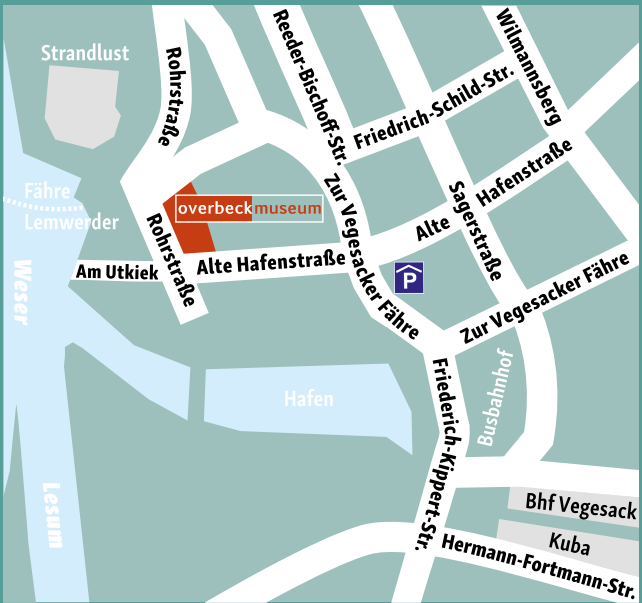 Strandlust
Rohrstraße
Reeder-Bischoff-Str.
Wilmannsberg
Friedrich-Schild-Str.
Fähre
Lemwerder
overbeckmuseum
Rohrstraße
Zur Vegesacker Fähre
Alte Hafenstraße
Sagerstraße
Am Utkiek
Alte Hafenstraße
P
Weser
Zur Vegesacker Fähre
Hafen
Friederich-Kippert-Str.
Busbahnhof
Lesum
Bhf Vegesack
Kuba
Hermann-Fortmann-Str.